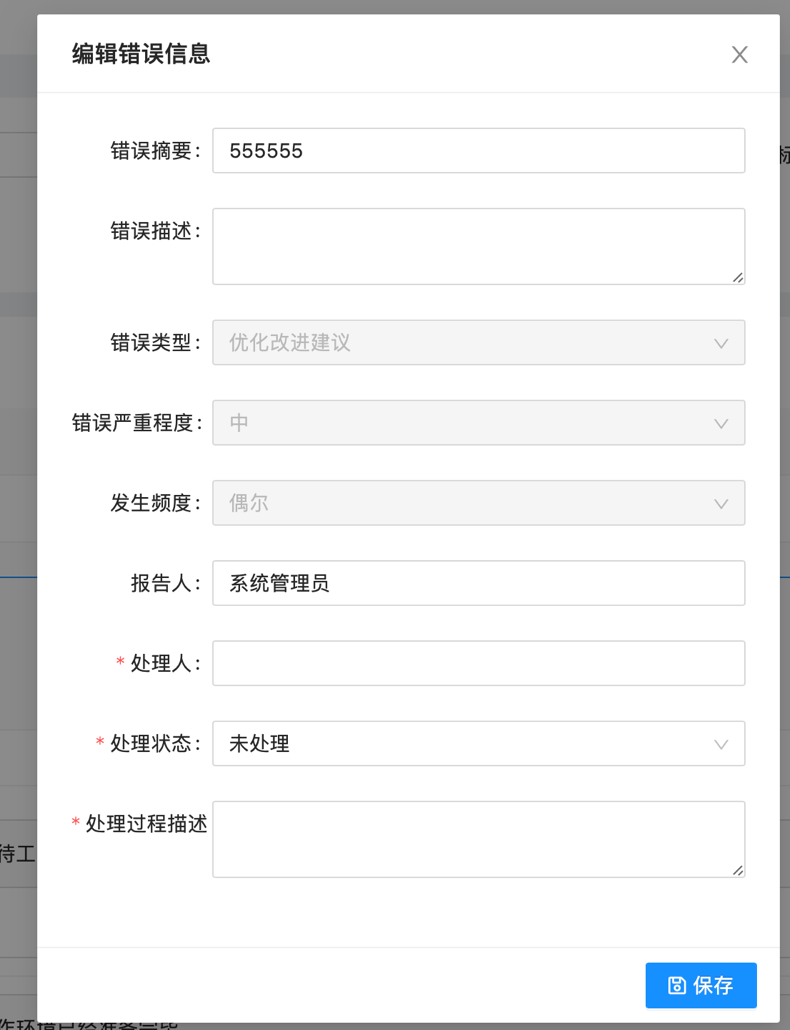 编辑错误信息
错误摘要：
555555
标
错误描述：
错误类型：
优化改进建议
错误严重程度：
中
发生频度：
偶尔
报告人：
系统管理员
* 处理人：
* 处理状态：
未处理
* 处理过程描述
待工
保存